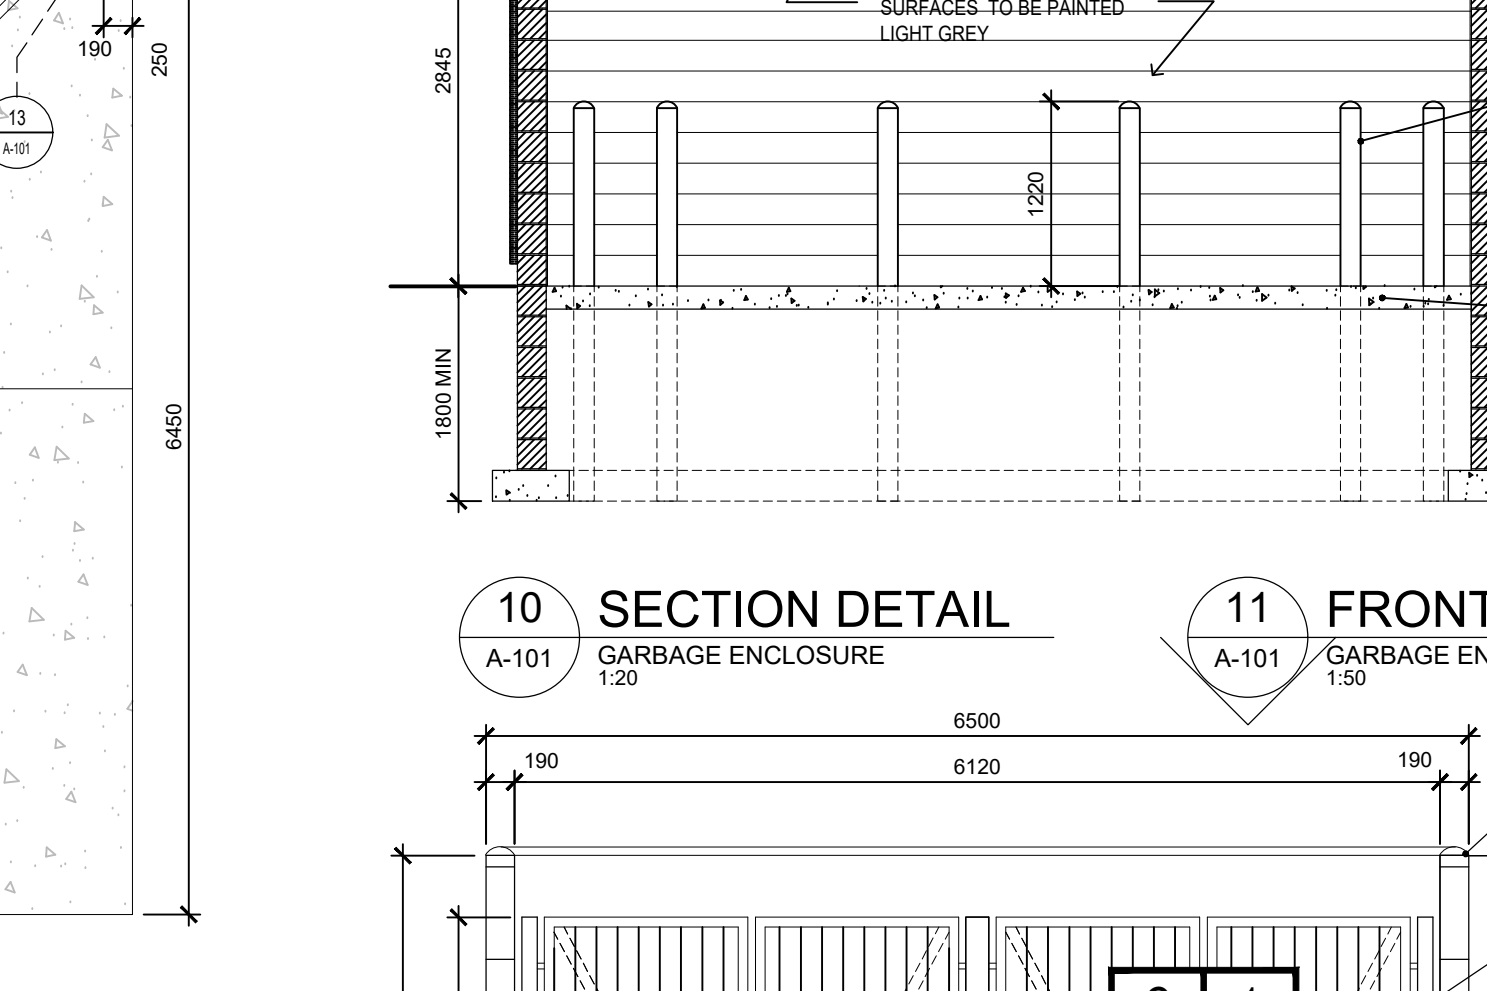 190
250
13
A-101
6450
2845
SURFACES TO BE PAINTED
LIGHT GREY
1220
1800 MIN
10
A-101
SECTION DETAIL
GARBAGE ENCLOSURE
1:20
11
A-101
FRONT
GARBAGE EN
1:50
6500
190
6120
190